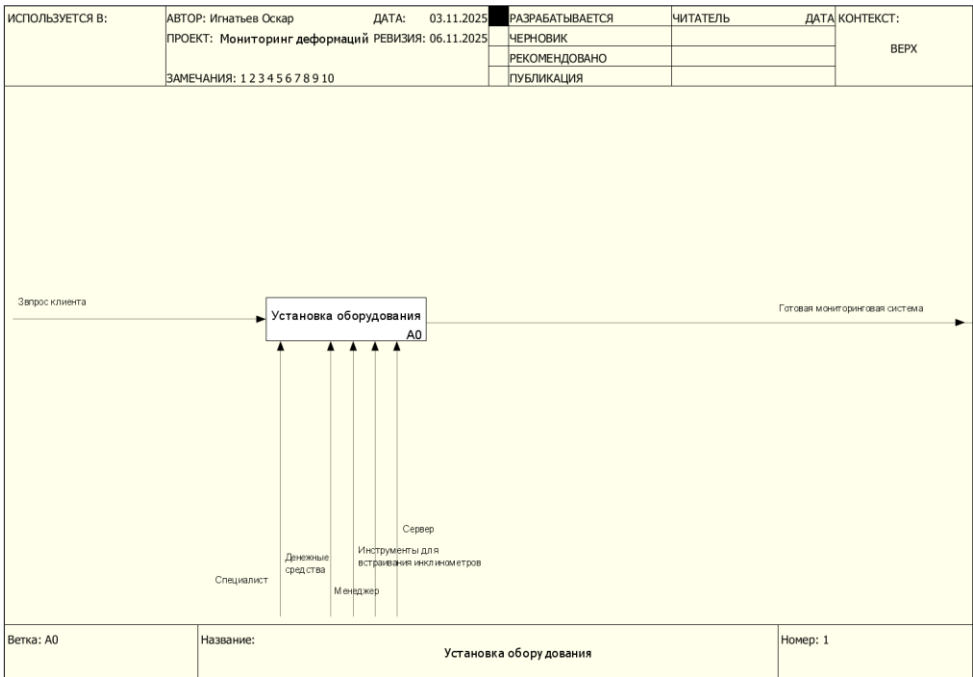 ИСПОЛЬЗУЕТСЯ В:
АВТОР: Игнатьев Оскар
ДАТА: 03.11.2025
РАЗРАБАТЫВАЕТСЯ
ЧИТАТЕЛЬ
ДАТА
КОНТЕКСТ:
ПРОЕКТ: Мониторинг деформаций
РЕВИЗИЯ: 06.11.2025
ЧЕРНОВИК
ВЕРХ
РЕКОМЕНДОВАНО
ЗАМЕЧАНИЯ: 1 2 3 4 5 6 7 8 9 10
ПУБЛИКАЦИЯ
Звпрос клиента
Установка оборудования
A0
Готовая мониторинговая система
Сервер
Инструменты для
встраивания инклинометров
Денежные
средства
Специалист
Менеджер
Ветка: A0
Название:
Установка оборудования
Номер: 1